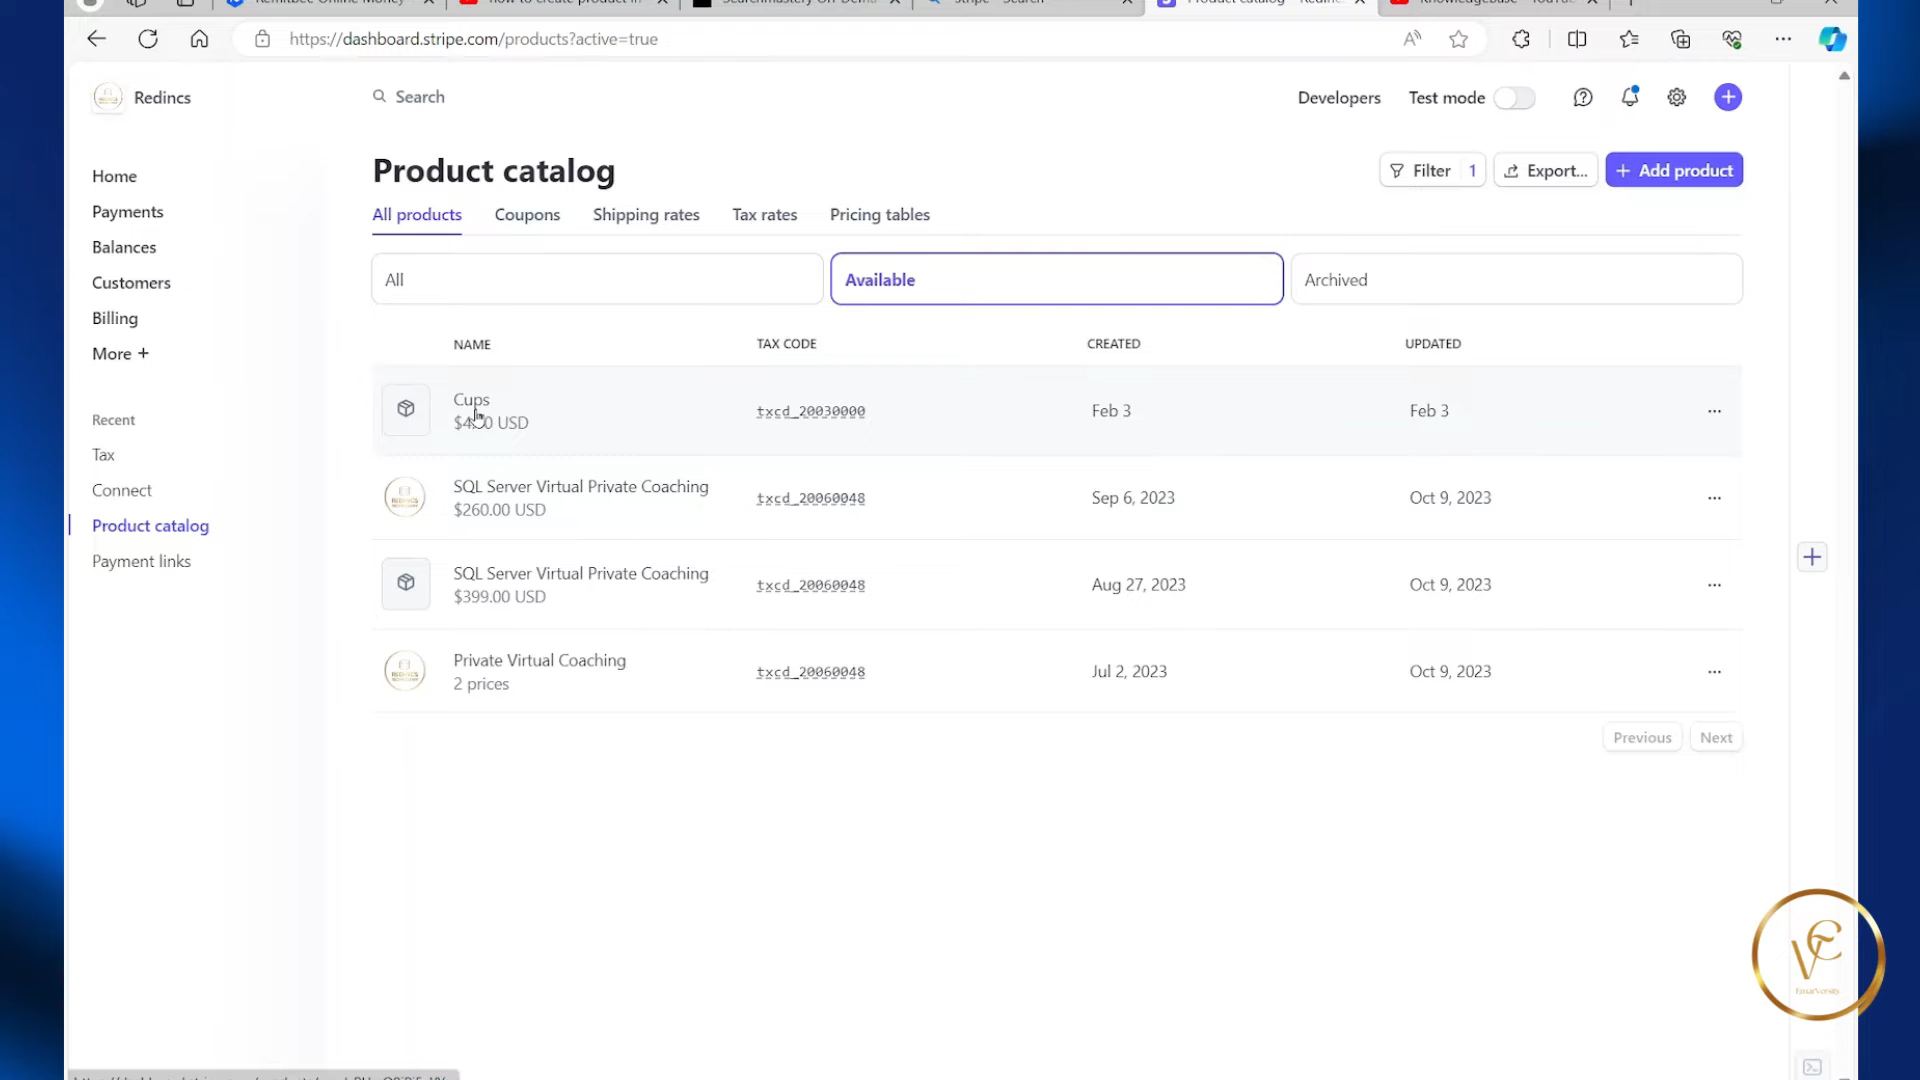 https://dashboard.stripe.com/products?active=true
Redincs
Search
Developers
Test mode
Home
Payments
Balances
Customers
Billing
More +
Recent
Tax
Connect
Product catalog
Payment links
Product catalog
Filter 1
Export...
+ Add product
All products
Coupons
Shipping rates
Tax rates
Pricing tables
All
Available
Archived
NAME TAX CODE CREATED UPDATED
Cups
txcd_20030000 Feb 3 Feb 3
USD
SQL Server Virtual Private Coaching
txcd_20060048 Sep 6, 2023 Oct 9, 2023
$260.00 USD
SQL Server Virtual Private Coaching
txcd_20060048 Aug 27, 2023 Oct 9, 2023
$399.00 USD
Private Virtual Coaching
txcd_20060048 Jul 2, 2023 Oct 9, 2023
2 prices
Previous Next